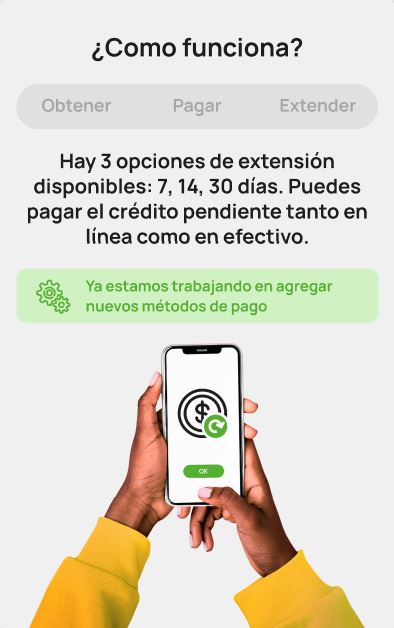 ¿Como funciona?
Obtener Pagar Extender
Hay 3 opciones de extensión
disponibles: 7, 14, 30 días. Puedes
pagar el crédito pendiente tanto en
línea como en efectivo.
Ya estamos trabajando en agregar
nuevos métodos de pago
$
OK